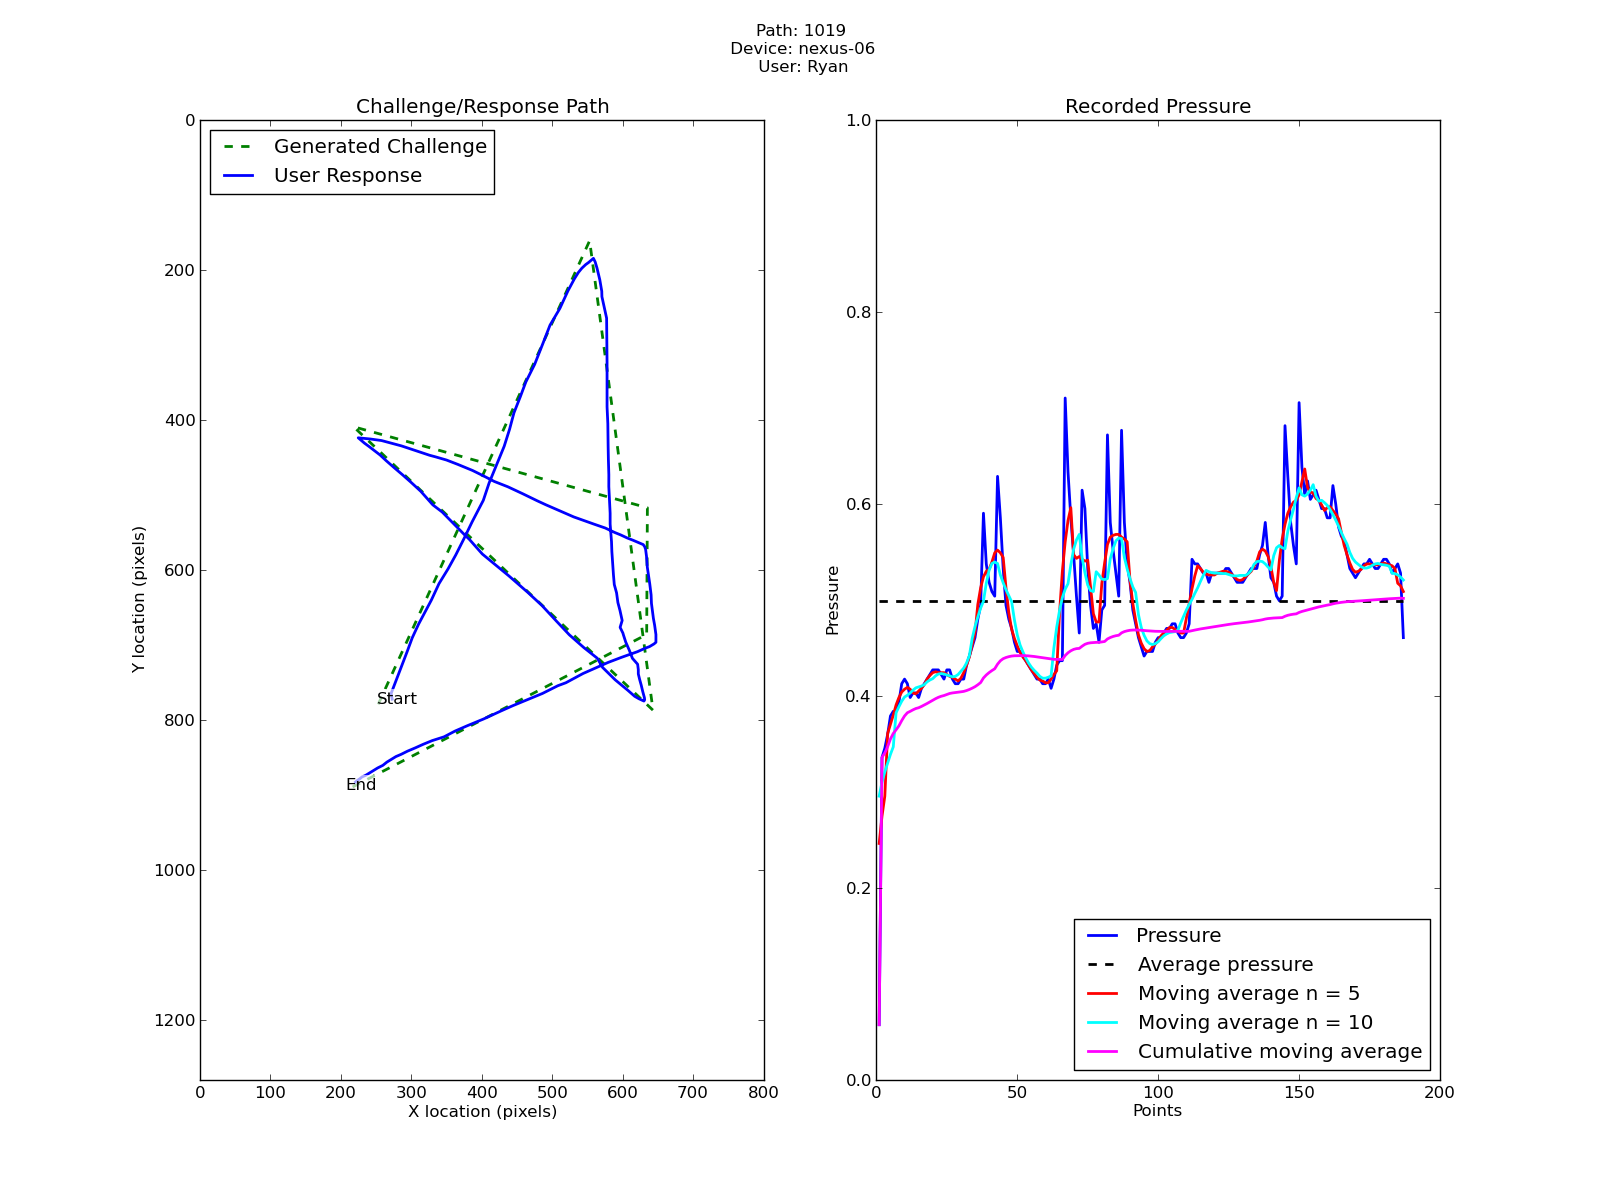 Path: 1019
Device: nexus-06
User: Ryan
Challenge/Response Path
Generated Challenge
User Response
0
200
400
600
800
1000
1200
Y location (pixels)
Start
End
0 100 200 300 400 500 600 700 800
X location (pixels)
Recorded Pressure
1.0
0.8
0.6
0.4
0.2
0.0
Pressure
Pressure
Average pressure
Moving average n = 5
Moving average n = 10
Cumulative moving average
0 50 100 150 200
Points